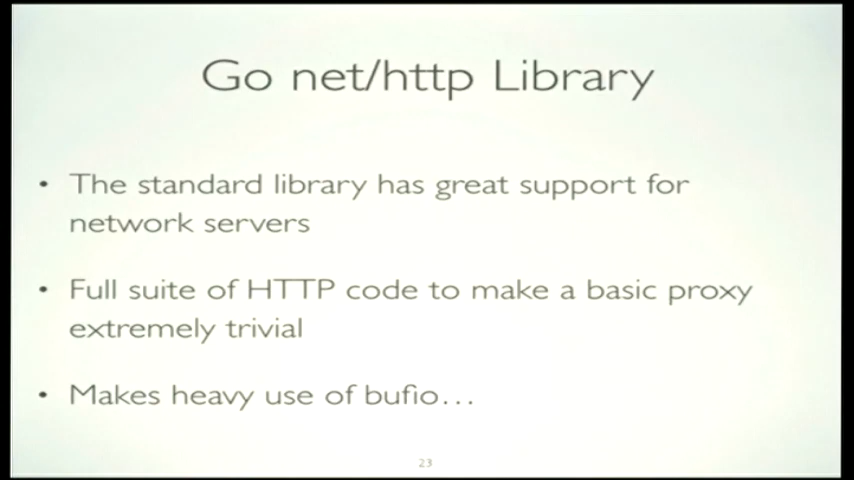 Go net/http Library
• The standard library has great support for
network servers
• Full suite of HTTP code to make a basic proxy
extremely trivial
• Makes heavy use of bufio…
23